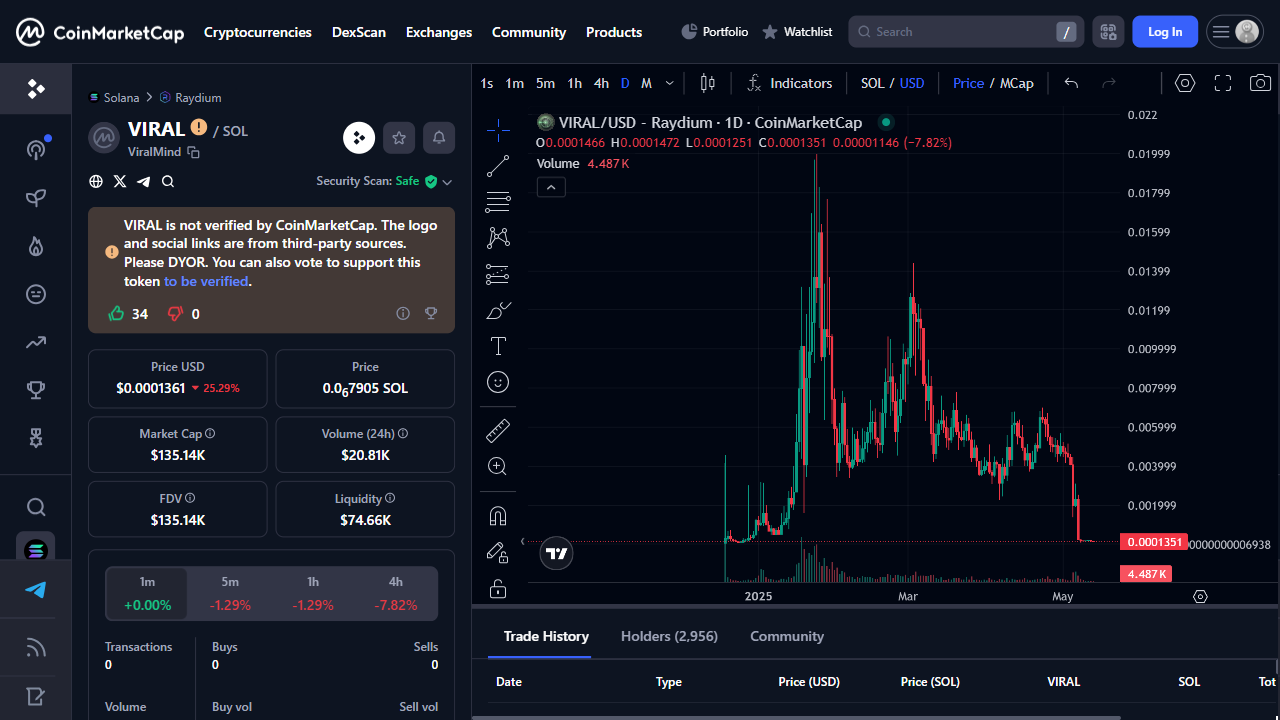 CoinMarketCap
Cryptocurrencies DexScan Exchanges Community Products
Portfolio Watchlist Search / Log In
Solana > Raydium
VIRAL / SOL
ViralMind
Security Scan: Safe
VIRAL is not verified by CoinMarketCap. The logo
and social links are from third-party sources.
Please DYOR. You can also vote to support this
token to be verified.
34 0
Price USD
$0.0001361 25.29%
Price
0.0₆7905 SOL
Market Cap
$135.14K
Volume (24h)
$20.81K
FDV
$135.14K
Liquidity
$74.66K
1m 5m 1h 4h
+0.00% -1.29% -1.29% -7.82%
Transactions
0
Buys
0
Sells
0
Volume Buy vol Sell vol
1s 1m 5m 1h 4h D M Indicators SOL / USD Price / MCap
VIRAL/USD - Raydium · 1D · CoinMarketCap
O0.0001466 H0.0001472 L0.0001251 C0.0001351 0.00001146 (−7.82%)
Volume 4.487K
0.022
0.01999
0.01799
0.01599
0.01399
0.01199
0.009999
0.007999
0.005999
0.003999
0.001999
0.0001351
0000000000006938
4.487K
2025 Mar May
Trade History Holders (2,956) Community
Date Type Price (USD) Price (SOL) VIRAL SOL Tot